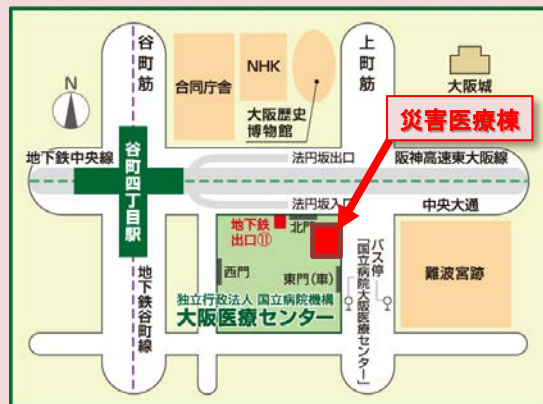 谷町筋
合同庁舎
NHK
大阪歴史
博物館
上町筋
大阪城
N
災害医療棟
地下鉄中央線
谷町四丁目駅
法円坂出口
阪神高速東大阪線
法円坂入口
中央大通
地下鉄
出口⑪
北門
西門
東門(車)
バス停
「国立病院大阪医療センター」
難波宮跡
地下鉄谷町線
独立行政法人 国立病院機構
大阪医療センター